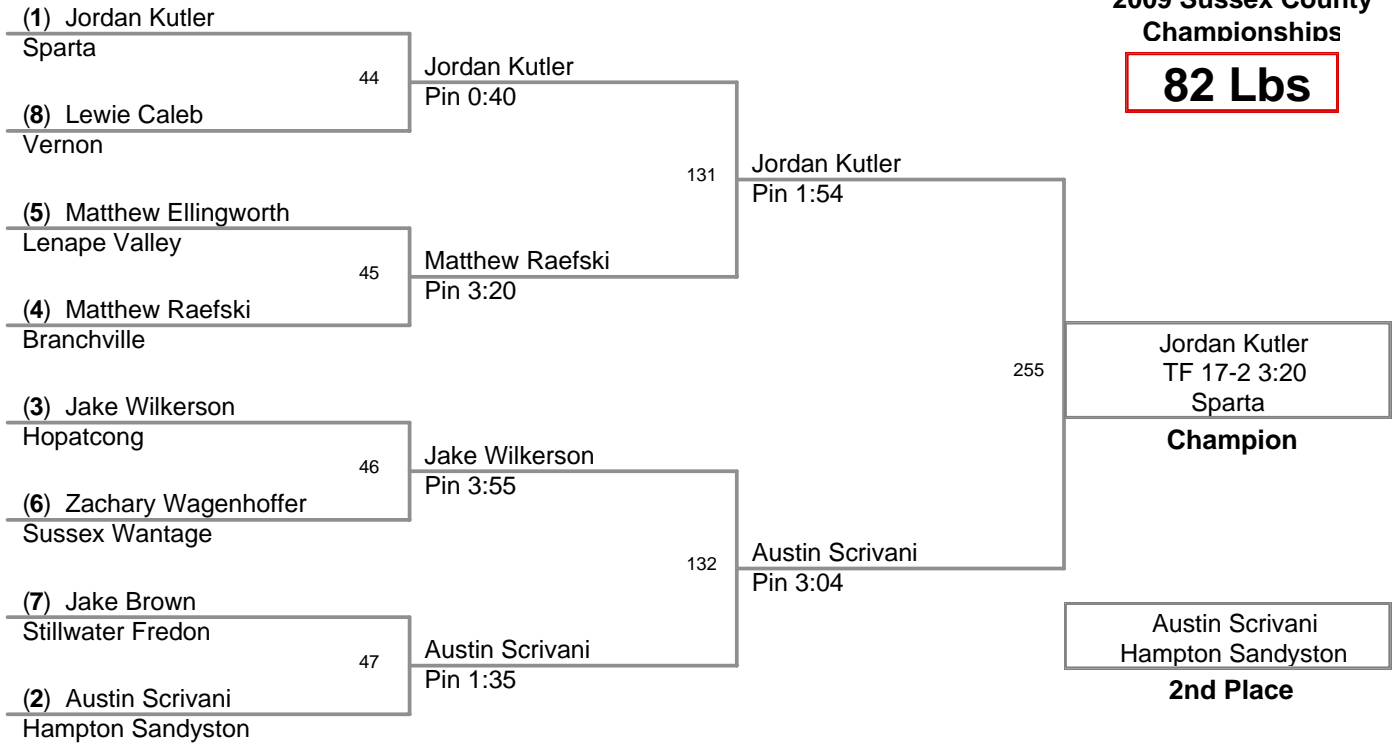 2009 Sussex County
Championships
82 Lbs
(1) Jordan Kutler
Sparta
44
(8) Lewie Caleb
Vernon
Jordan Kutler
Pin 0:40
(5) Matthew Ellingworth
Lenape Valley
45
(4) Matthew Raefski
Branchville
Matthew Raefski
Pin 3:20
131
Jordan Kutler
Pin 1:54
(3) Jake Wilkerson
Hopatcong
46
(6) Zachary Wagenhoffer
Sussex Wantage
Jake Wilkerson
Pin 3:55
(7) Jake Brown
Stillwater Fredon
47
(2) Austin Scrivani
Hampton Sandyston
Austin Scrivani
Pin 1:35
132
Austin Scrivani
Pin 3:04
255
Jordan Kutler
TF 17-2 3:20
Sparta
Champion
Austin Scrivani
Hampton Sandyston
2nd Place